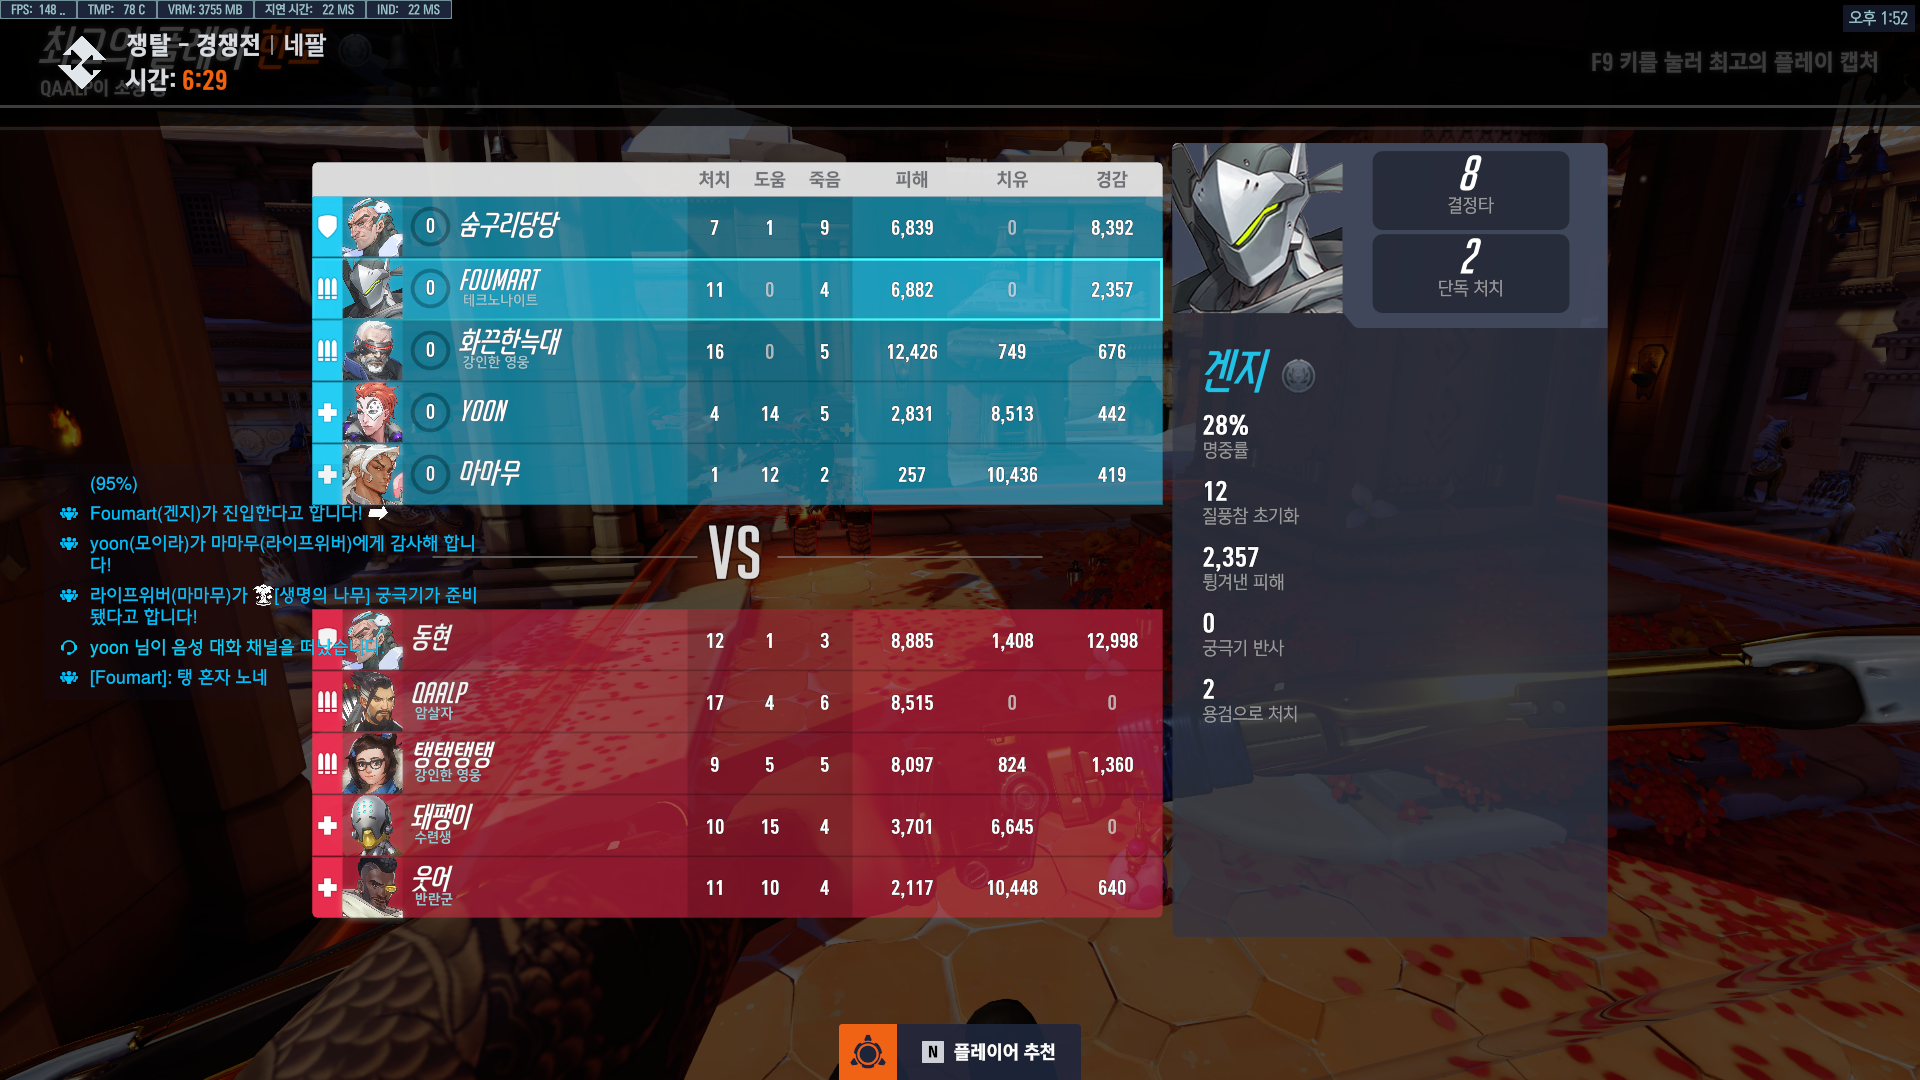 FPS: 148 .. TMP: 78 C VRM: 3755 MB 지연 시간: 22 MS IND: 22 MS
오후 1:52
최고의 플레이 한조
쟁탈 - 경쟁전 | 네팔
시간: 6:29
F9 키를 눌러 최고의 플레이 캡처
처치 도움 죽음 피해 치유 경감
0 숨구리당당 7 1 9 6,839 0 8,392
0 FOUMART 11 0 4 6,882 0 2,357
테크노나이트
0 화끈한늑대 16 0 5 12,426 749 676
강인한 영웅
0 YOON 4 14 5 2,831 8,513 442
0 마마무 1 12 2 257 10,436 419
VS
동현 12 1 3 8,885 1,408 12,998
QAALP 17 4 6 8,515 0 0
암살자
탱탱탱탱 9 5 5 8,097 824 1,360
강인한 영웅
돼팽이 10 15 4 3,701 6,645 0
수련생
웃어 11 10 4 2,117 10,448 640
반란군
(95%)
Foumart(겐지)가 진입한다고 합니다!
yoon(모이라)가 마마무(라이프위버)에게 감사해 합니
다!
라이프위버(마마무)가 [생명의 나무] 궁극기가 준비
됐다고 합니다!
yoon 님이 음성 대화 채널을 떠났습니다.
[Foumart]: 탱 혼자 노네
8
결정타
2
단독 처치
겐지
28%
명중률
12
질풍참 초기화
2,357
튕겨낸 피해
0
궁극기 반사
2
용검으로 처치
N 플레이어 추천